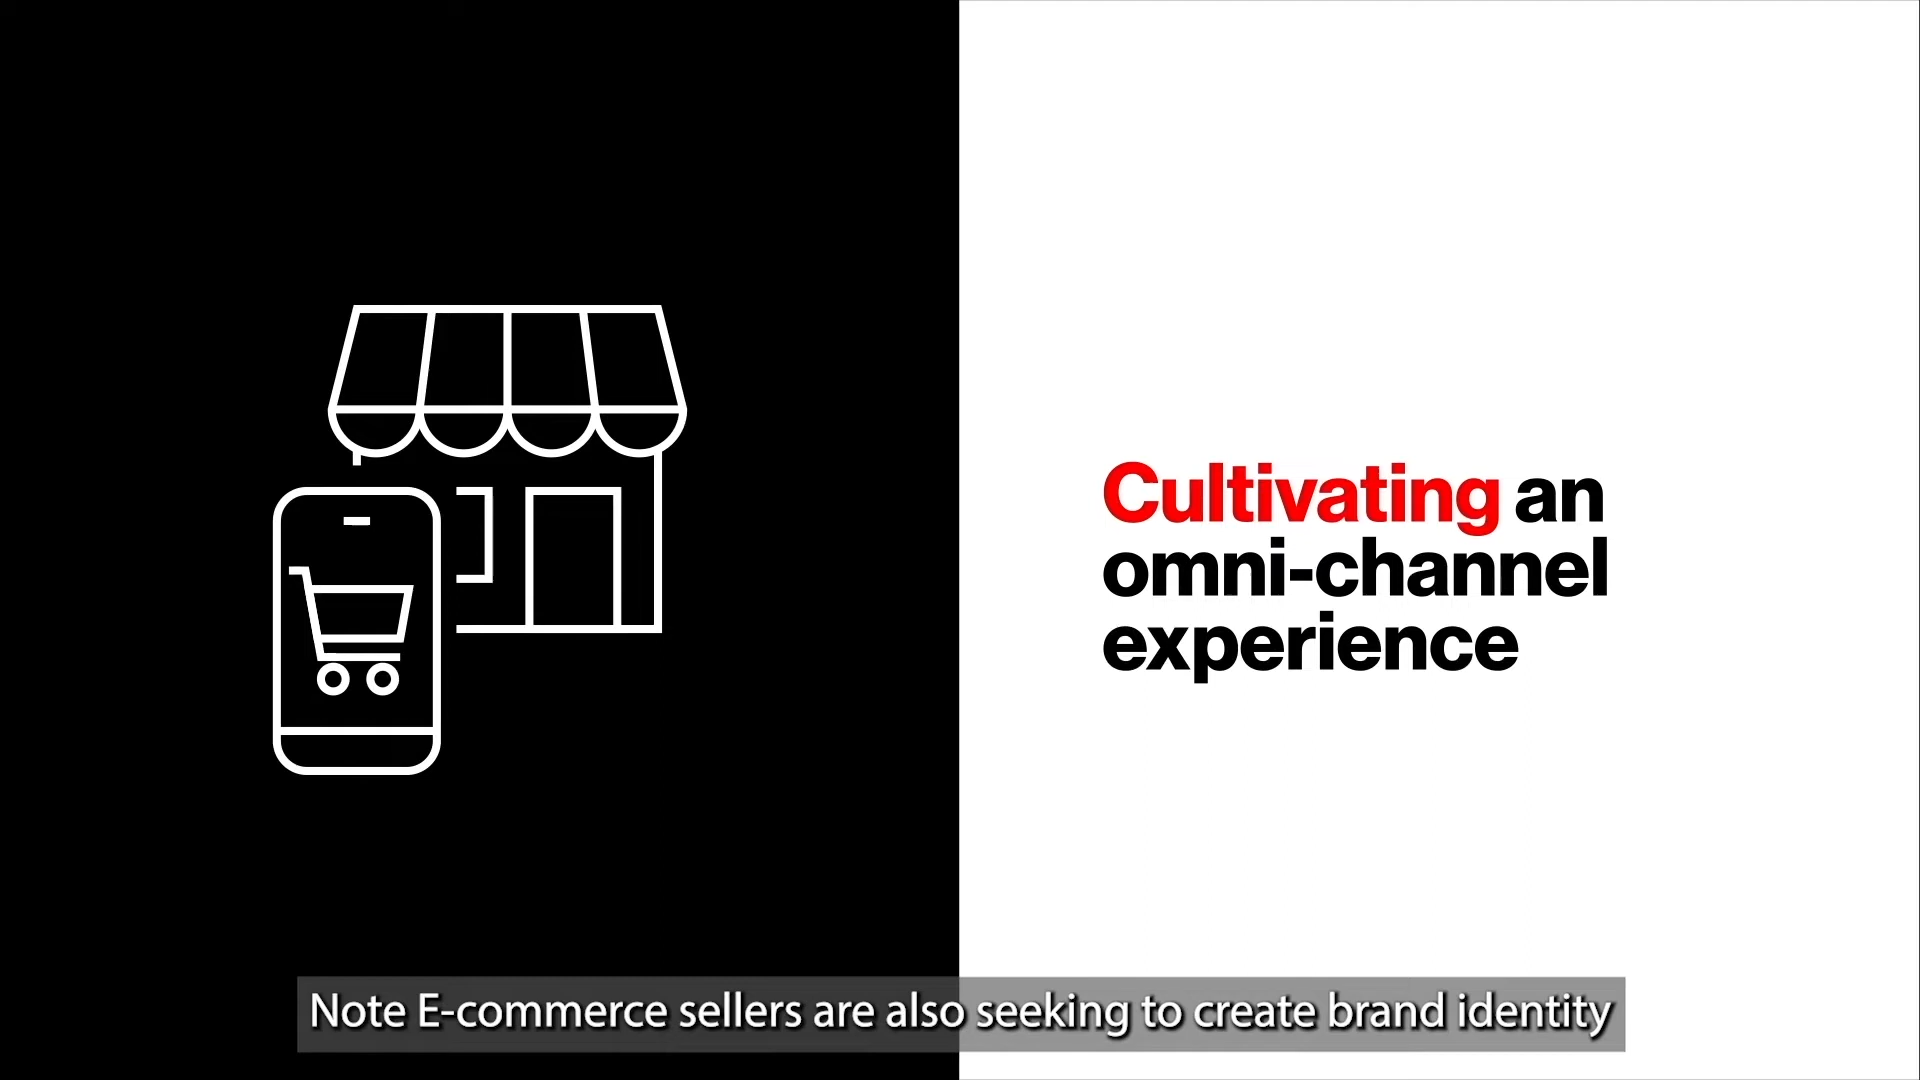 Cultivating an
omni-channel
experience
Note E-commerce sellers are also seeking to create brand identity